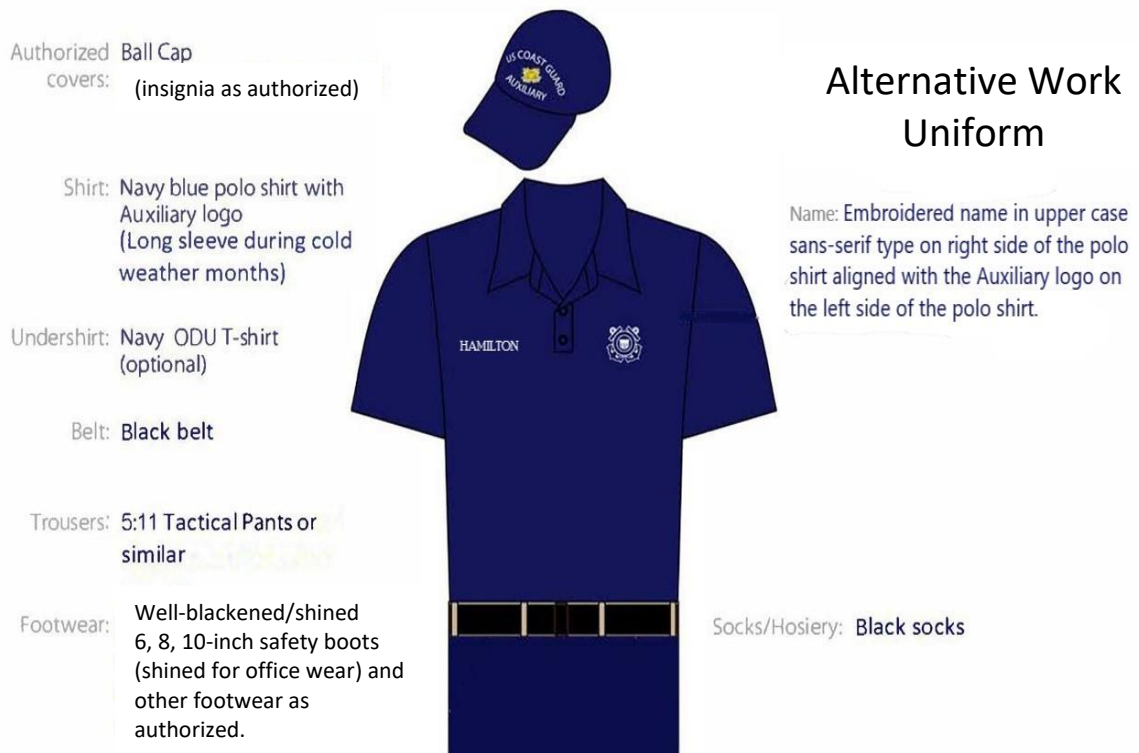 Authorized covers:
Ball Cap
(insignia as authorized)
US COAST GUARD
AUXILIARY
Alternative Work
Uniform
Shirt: Navy blue polo shirt with
Auxiliary logo
(Long sleeve during cold
weather months)
Name: Embroidered name in upper case
sans-serif type on right side of the polo
shirt aligned with the Auxiliary logo on
the left side of the polo shirt.
Undershirt: Navy ODU T-shirt
(optional)
HAMILTON
Belt: Black belt
Trousers: 5:11 Tactical Pants or
similar
Footwear: Well-blackened/shined
6, 8, 10-inch safety boots
(shined for office wear) and
other footwear as
authorized.
Socks/Hosiery: Black socks